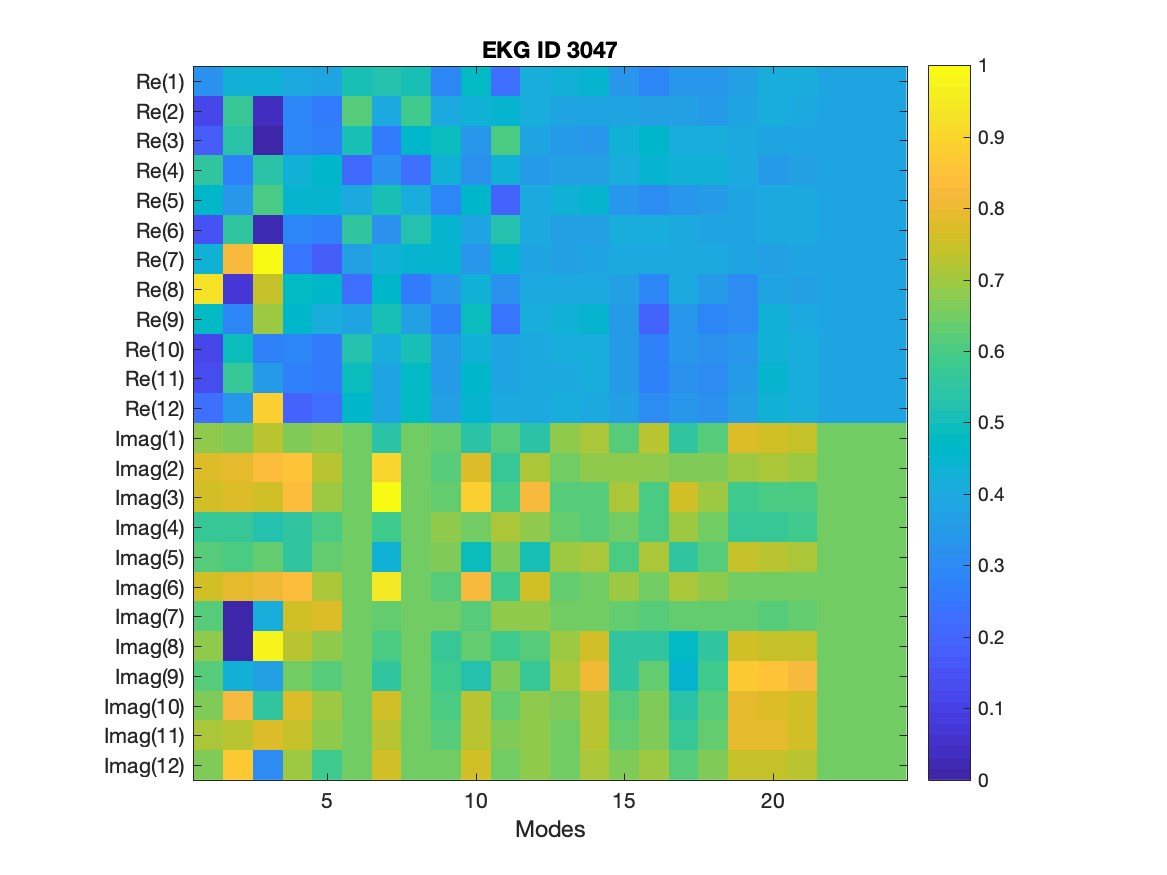 EKG ID 3047
Re(1)
Re(2)
Re(3)
Re(4)
Re(5)
Re(6)
Re(7)
Re(8)
Re(9)
Re(10)
Re(11)
Re(12)
Imag(1)
Imag(2)
Imag(3)
Imag(4)
Imag(5)
Imag(6)
Imag(7)
Imag(8)
Imag(9)
Imag(10)
Imag(11)
Imag(12)
5 10 15 20
Modes
1
0.9
0.8
0.7
0.6
0.5
0.4
0.3
0.2
0.1
0